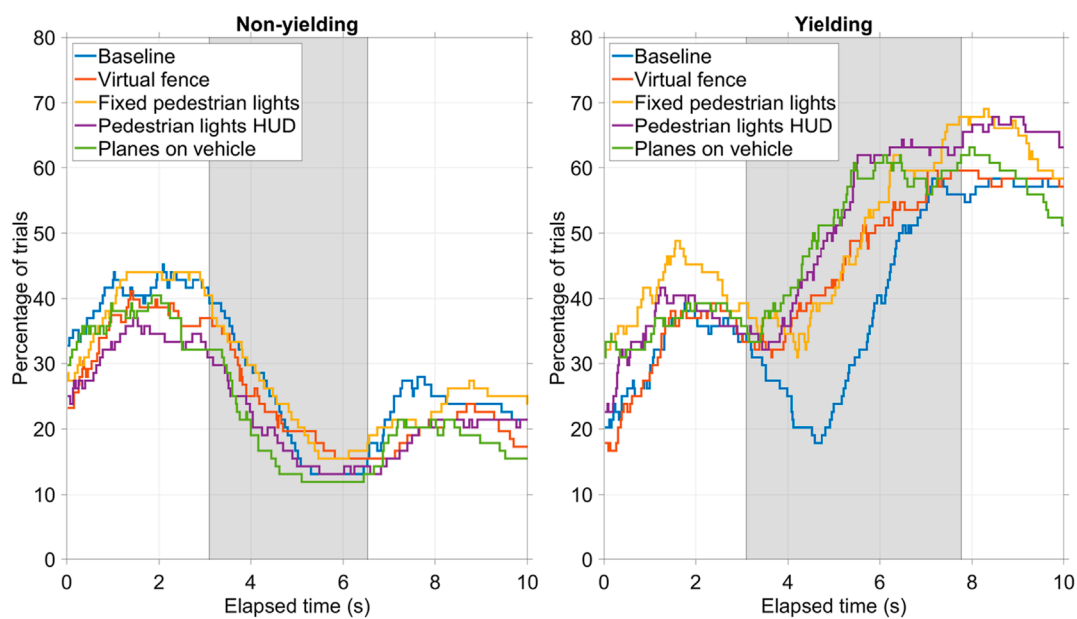 Non-yielding
80
70
60
50
40
30
20
10
0
Percentage of trials
Baseline
Virtual fence
Fixed pedestrian lights
Pedestrian lights HUD
Planes on vehicle
0 2 4 6 8 10
Elapsed time (s)
Yielding
80
70
60
50
40
30
20
10
0
Percentage of trials
Baseline
Virtual fence
Fixed pedestrian lights
Pedestrian lights HUD
Planes on vehicle
0 2 4 6 8 10
Elapsed time (s)